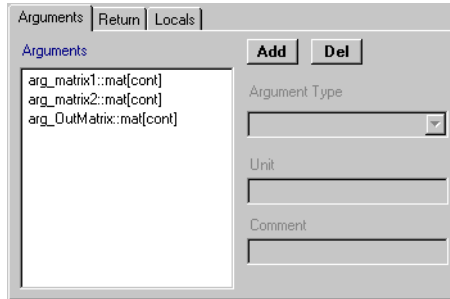 Arguments Return Locals
Arguments
Add Del
arg_matrix1::mat[cont]
arg_matrix2::mat[cont]
arg_OutMatrix::mat[cont]
Argument Type
Unit
Comment